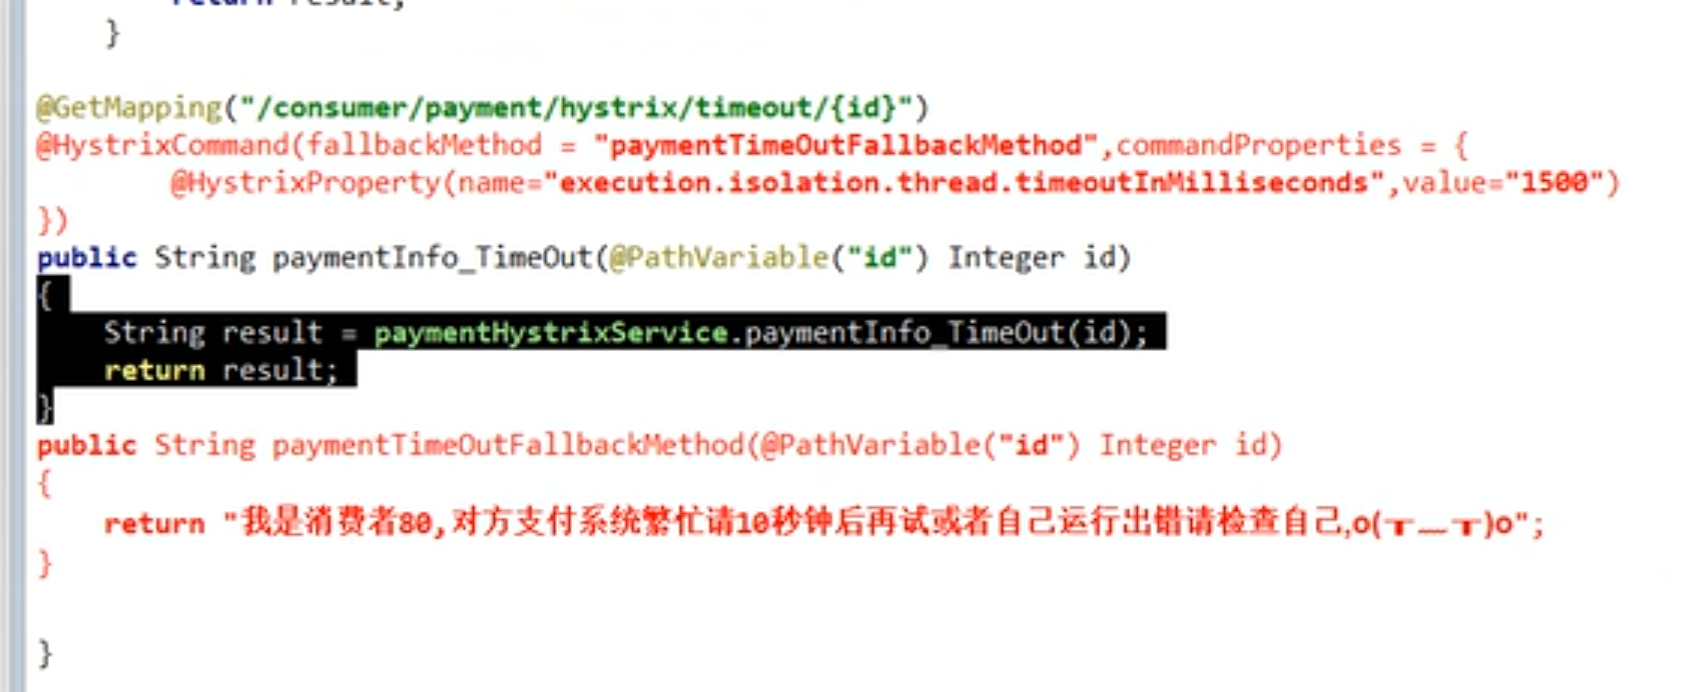 return result;
}
@GetMapping("/consumer/payment/hystrix/timeout/{id}")
@HystrixCommand(fallbackMethod = "paymentTimeOutFallbackMethod",commandProperties = {
@HystrixProperty(name="execution.isolation.thread.timeoutInMilliseconds",value="1500")
})
public String paymentInfo_TimeOut(@PathVariable("id") Integer id)
{
String result = paymentHystrixService.paymentInfo_TimeOut(id);
return result;
}
public String paymentTimeOutFallbackMethod(@PathVariable("id") Integer id)
{
return "我是消费者80,对方支付系统繁忙请10秒钟后再试或者自己运行出错请检查自己,o(╥﹏╥)o";
}
}